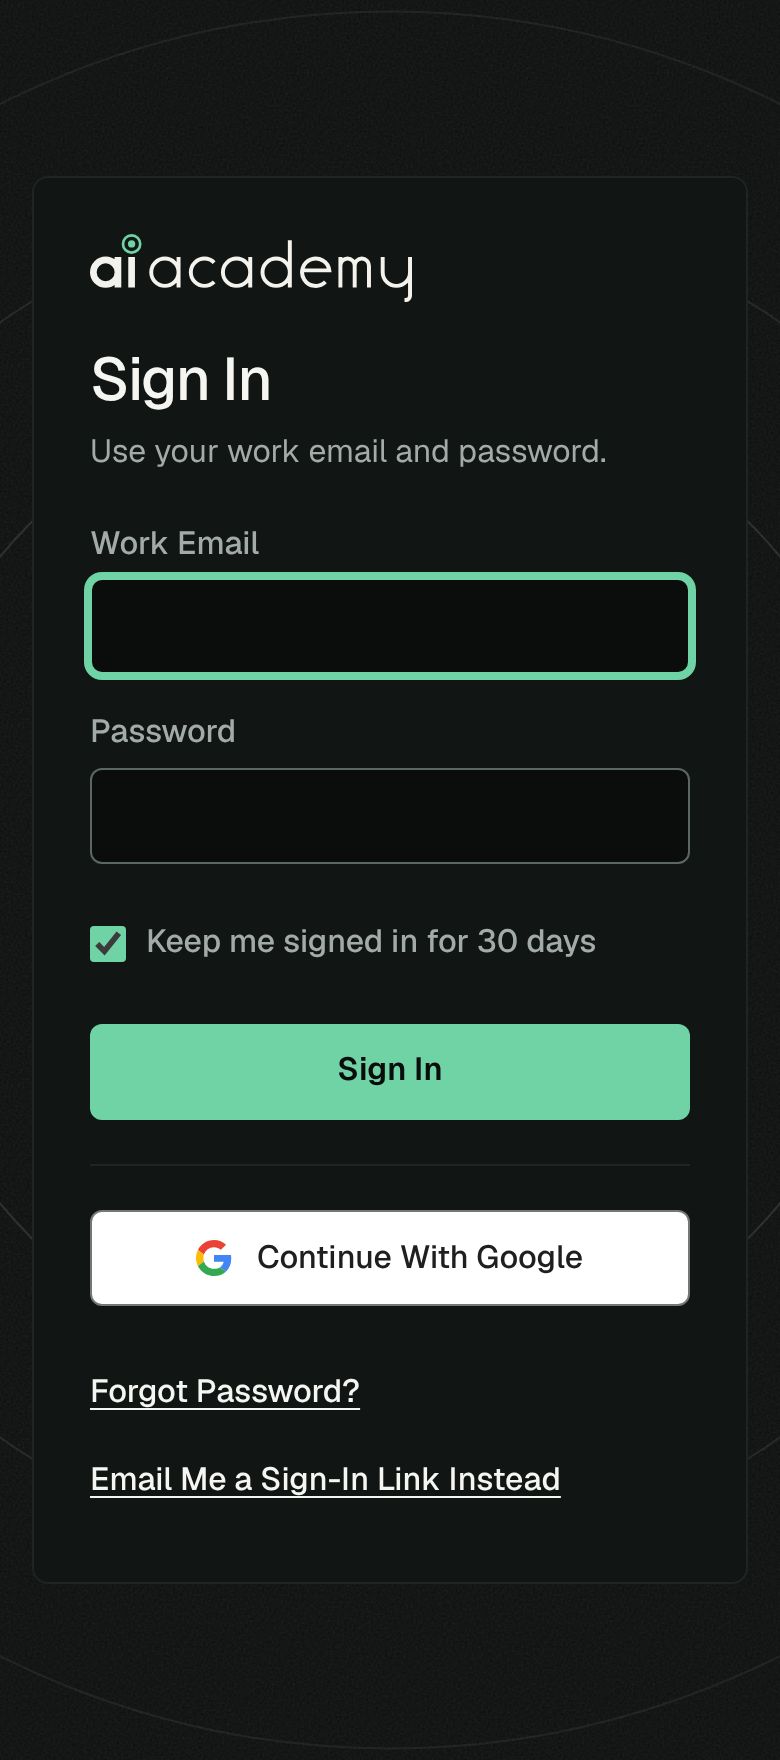 ai academy
Sign In
Use your work email and password.
Work Email
Password
Keep me signed in for 30 days
Sign In
Continue With Google
Forgot Password?
Email Me a Sign-In Link Instead